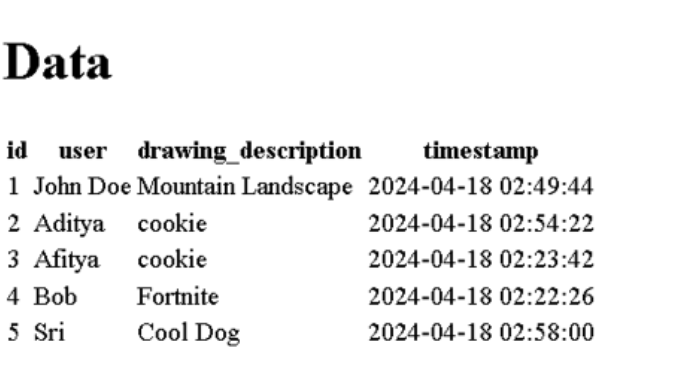 Data
id user drawing_description timestamp
1 John Doe Mountain Landscape 2024-04-18 02:49:44
2 Aditya cookie 2024-04-18 02:54:22
3 Afitya cookie 2024-04-18 02:23:42
4 Bob Fortnite 2024-04-18 02:22:26
5 Sri Cool Dog 2024-04-18 02:58:00